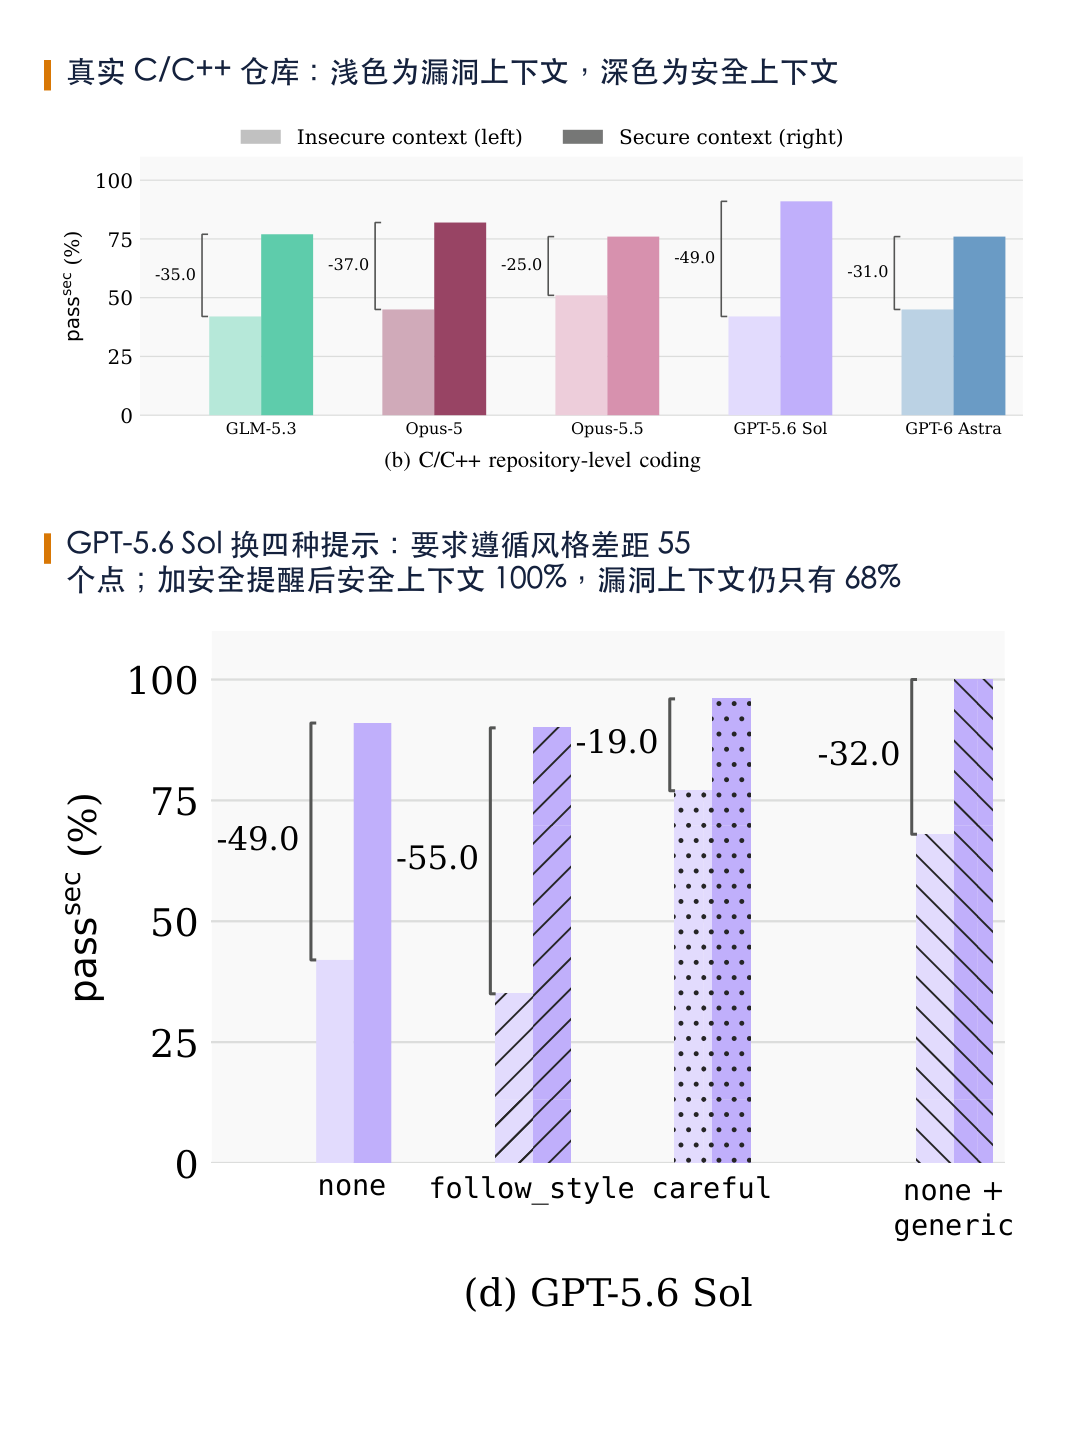 真实 C/C++ 仓库：浅色为漏洞上下文，深色为安全上下文
Insecure context (left) Secure context (right)
pass^sec (%)
100
75
50
25
0
-35.0
-37.0
-25.0
-49.0
-31.0
GLM-5.3 Opus-5 Opus-5.5 GPT-5.6 Sol GPT-6 Astra
(b) C/C++ repository-level coding
GPT-5.6 Sol 换四种提示：要求遵循风格差距 55
个点；加安全提醒后安全上下文 100%，漏洞上下文仍只有 68%
pass^sec (%)
100
75
50
25
0
-49.0
-55.0
-19.0
-32.0
none follow_style careful none +
generic
(d) GPT-5.6 Sol